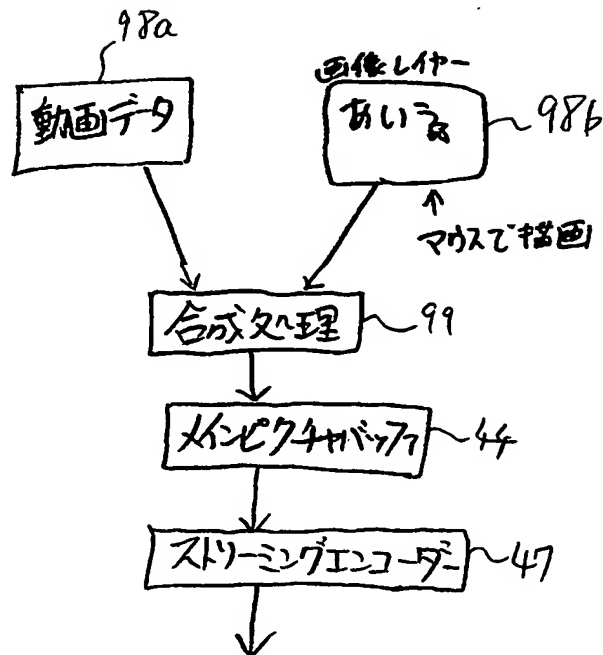 98a
画像レイヤー
動画データ
あいう
98b
マウスで描画
合成処理
99
メインピクチャバッファ
44
ストリーミングエンコーダー
47